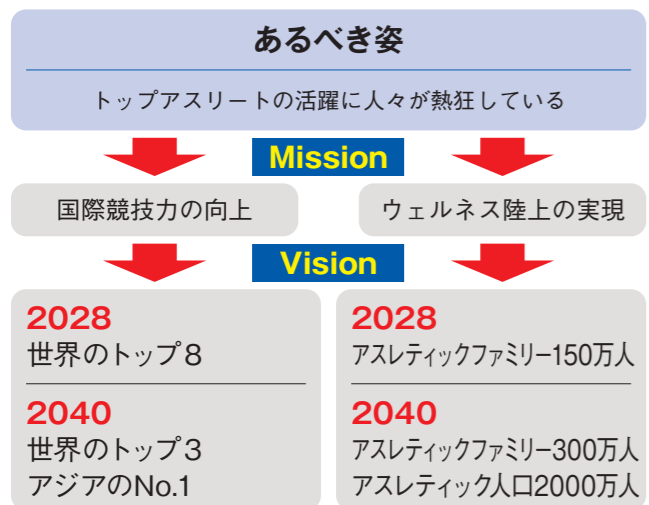 あるべき姿
トップアスリートの活躍に人々が熱狂している
Mission
国際競技力の向上
ウェルネス陸上の実現
Vision
2028
世界のトップ8
2040
世界のトップ3
アジアのNo.1
2028
アスレティックファミリー150万人
2040
アスレティックファミリー300万人
アスレティック人口2000万人